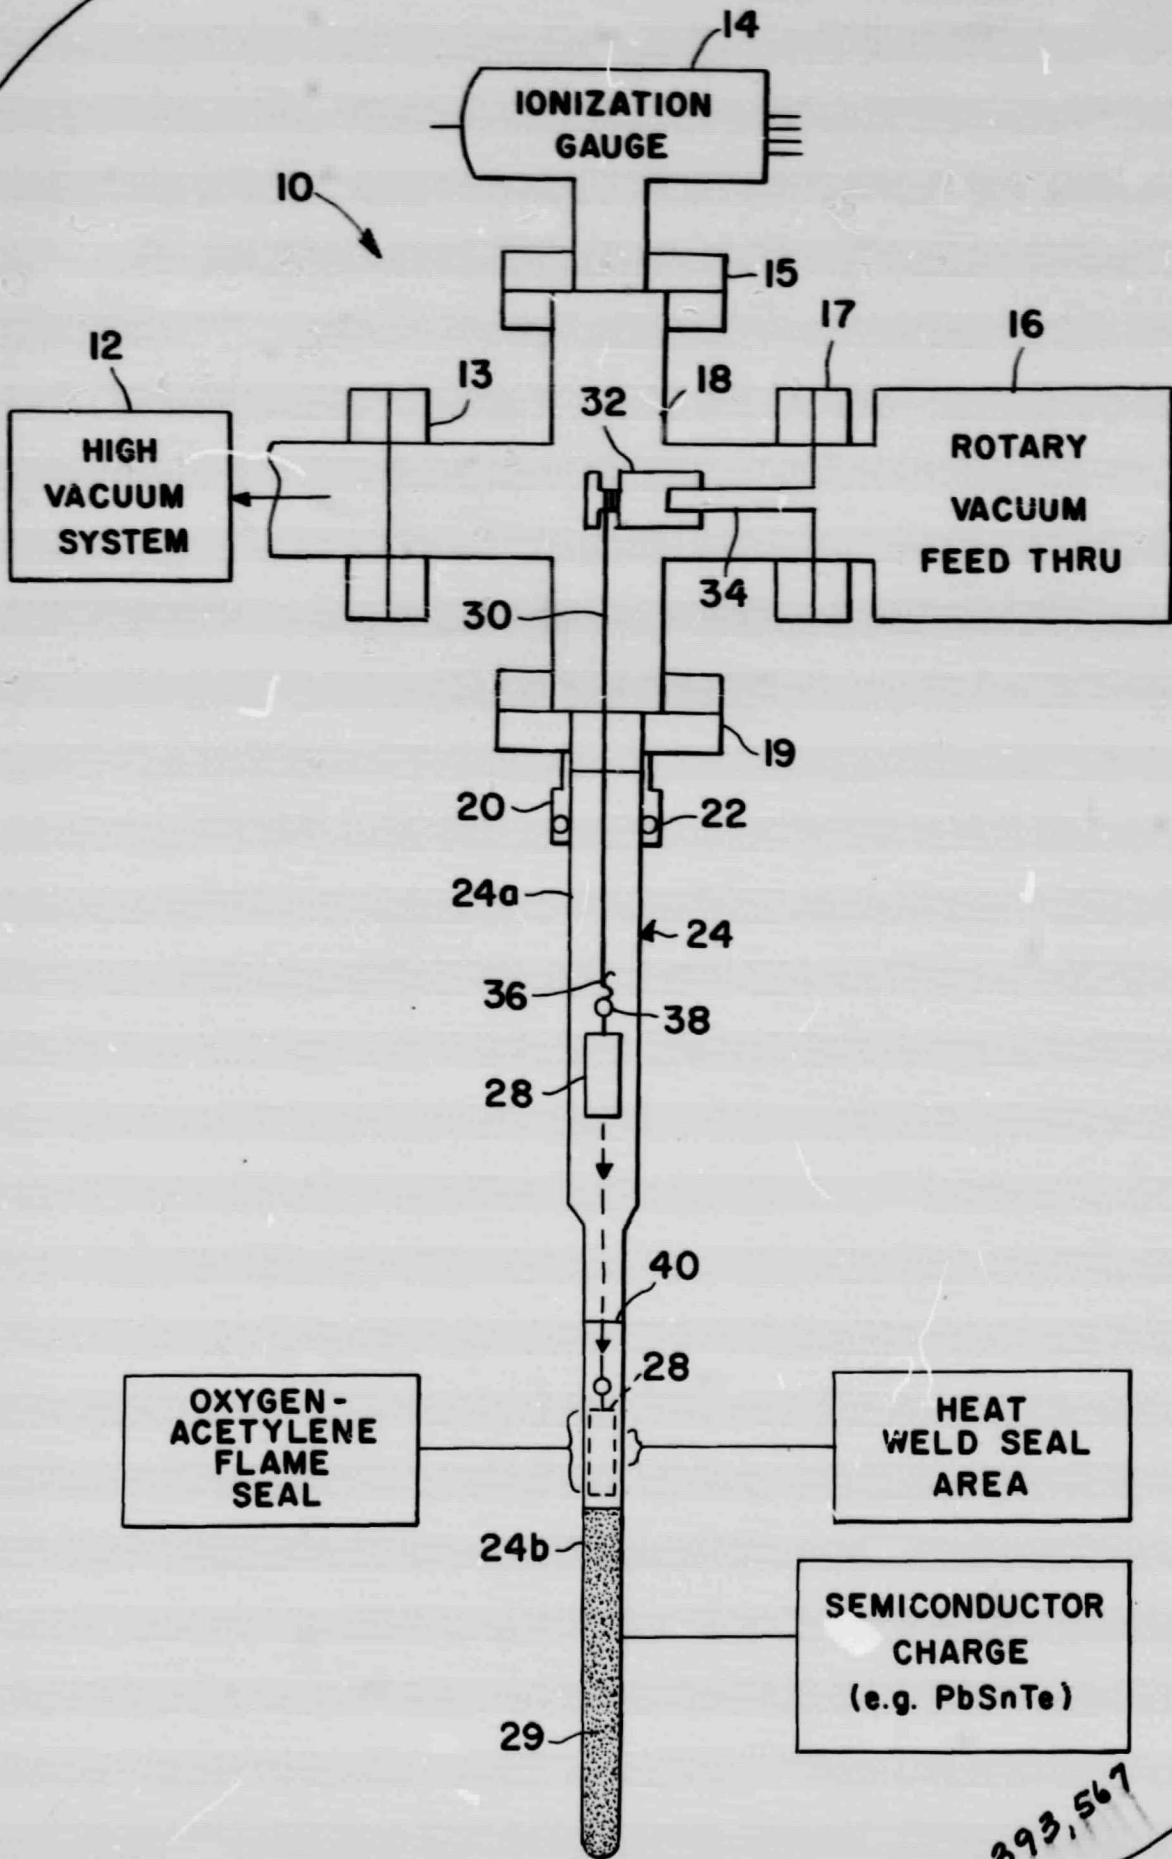 14
IONIZATION
GAUGE
10
15
12
13
17
16
18
32
HIGH
VACUUM
SYSTEM
ROTARY
VACUUM
FEED THRU
30
34
19
20
22
24a
24
36
38
28
40
28
OXYGEN-
ACETYLENE
FLAME
SEAL
HEAT
WELD SEAL
AREA
24b
SEMICONDUCTOR
CHARGE
(e.g. PbSnTe)
29
393,567